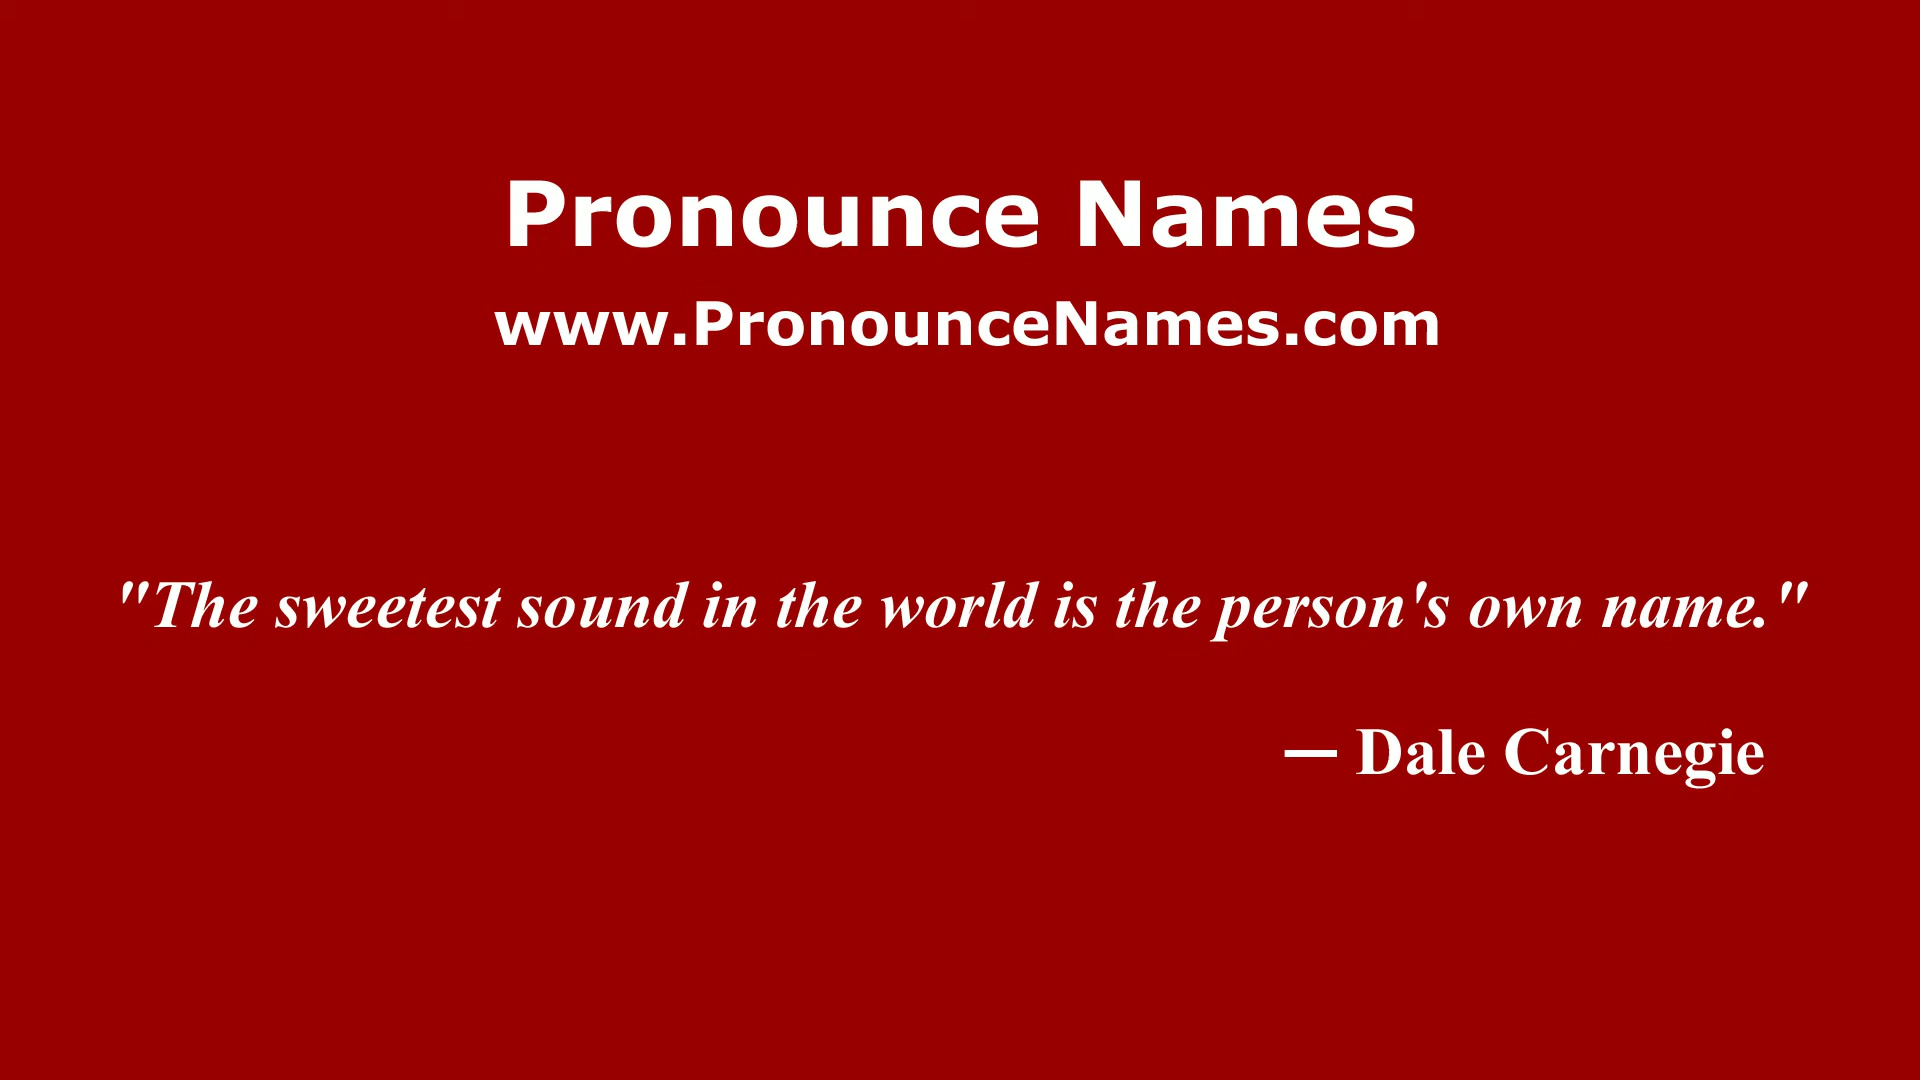 Pronounce Names
www.PronounceNames.com
"The sweetest sound in the world is the person's own name."
— Dale Carnegie